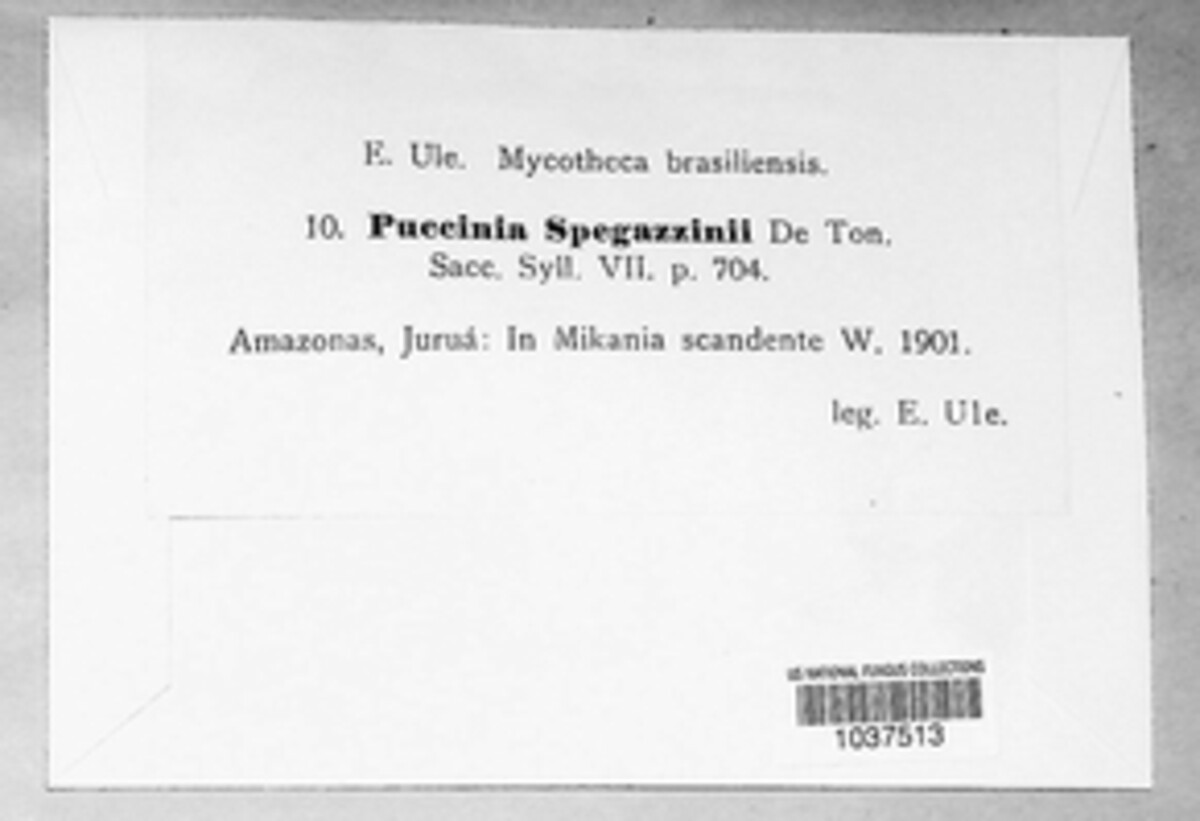 E. Ule. Mycotheca brasiliensis.
10. Puccinia Spegazzinii De Ton.
Sacc. Syll. VII. p. 704.
Amazonas, Juruá: In Mikania scandente W. 1901.
leg. E. Ule.
US NATIONAL FUNGUS COLLECTIONS
1037513